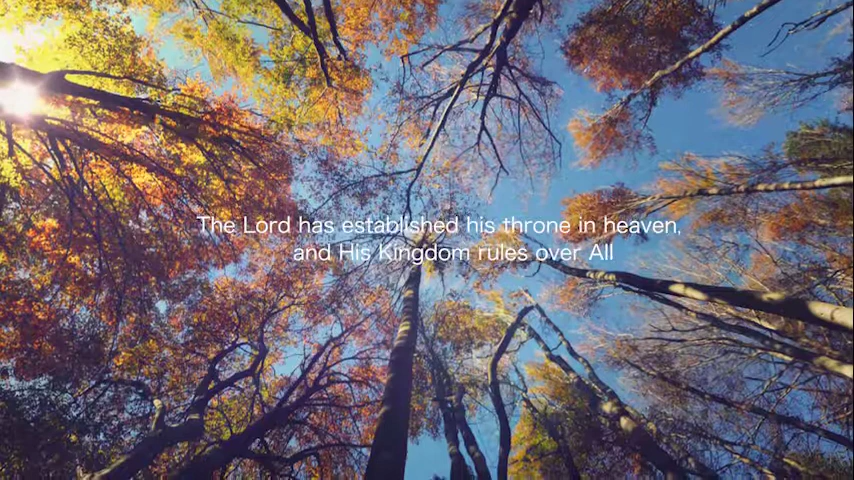 The Lord has established his throne in heaven,
and His Kingdom rules over All